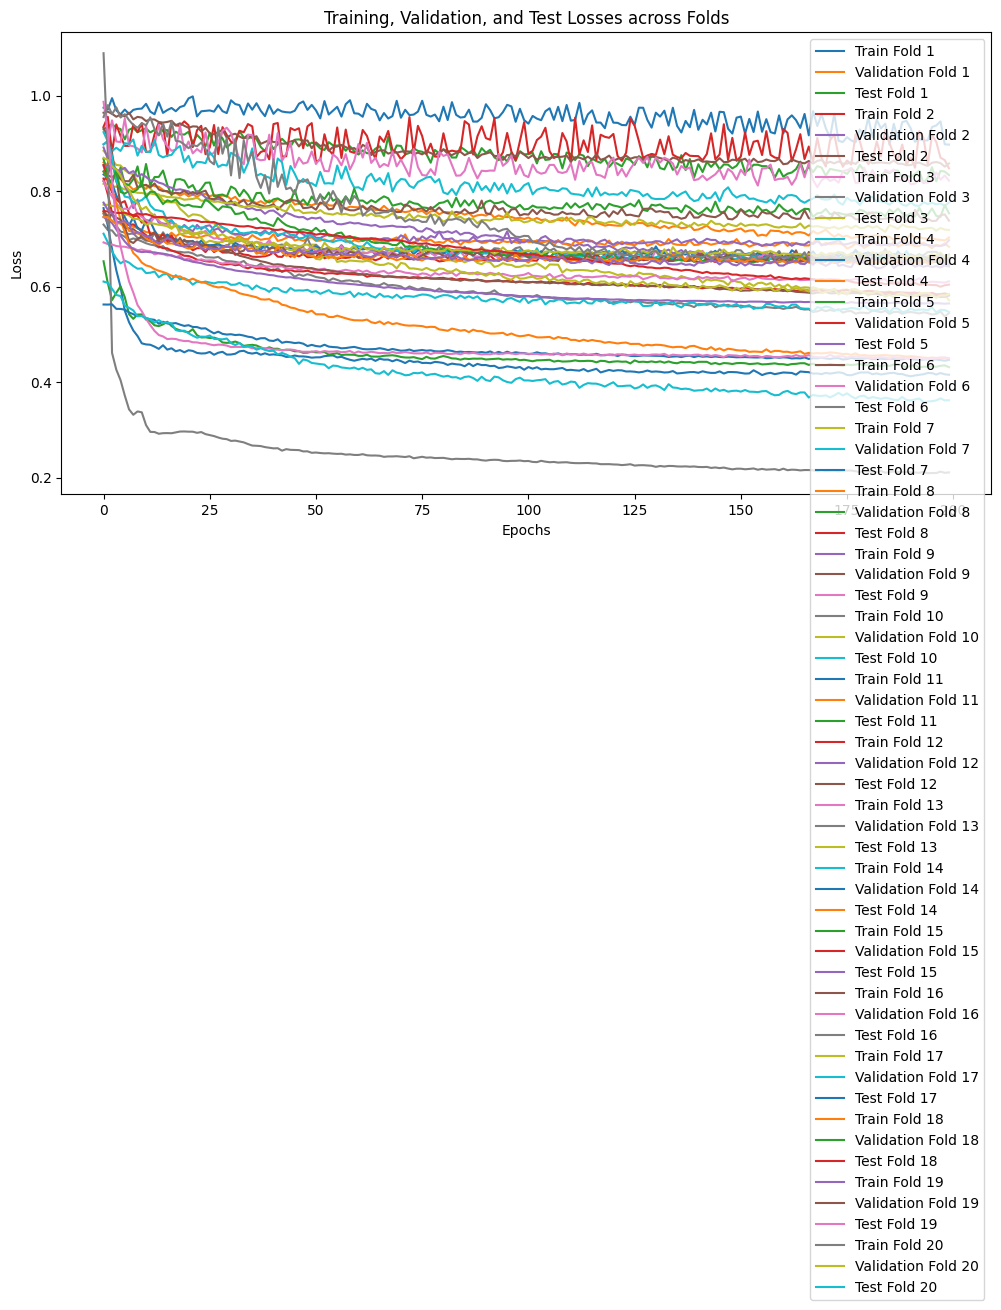 Training, Validation, and Test Losses across Folds
Loss
1.0
0.8
0.6
0.4
0.2
0
25
50
75
100
125
150
175
Epochs
Train Fold 1
Validation Fold 1
Test Fold 1
Train Fold 2
Validation Fold 2
Test Fold 2
Train Fold 3
Validation Fold 3
Test Fold 3
Train Fold 4
Validation Fold 4
Test Fold 4
Train Fold 5
Validation Fold 5
Test Fold 5
Train Fold 6
Validation Fold 6
Test Fold 6
Train Fold 7
Validation Fold 7
Test Fold 7
Train Fold 8
Validation Fold 8
Test Fold 8
Train Fold 9
Validation Fold 9
Test Fold 9
Train Fold 10
Validation Fold 10
Test Fold 10
Train Fold 11
Validation Fold 11
Test Fold 11
Train Fold 12
Validation Fold 12
Test Fold 12
Train Fold 13
Validation Fold 13
Test Fold 13
Train Fold 14
Validation Fold 14
Test Fold 14
Train Fold 15
Validation Fold 15
Test Fold 15
Train Fold 16
Validation Fold 16
Test Fold 16
Train Fold 17
Validation Fold 17
Test Fold 17
Train Fold 18
Validation Fold 18
Test Fold 18
Train Fold 19
Validation Fold 19
Test Fold 19
Train Fold 20
Validation Fold 20
Test Fold 20